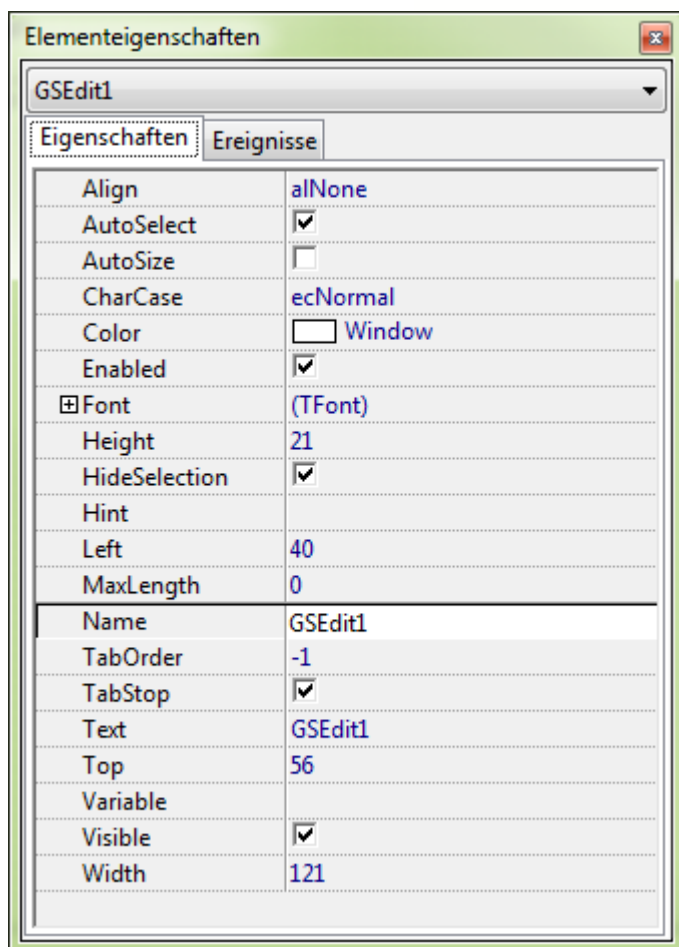 Elementeigenschaften
GSEdit1
Eigenschaften Ereignisse
Align alNone
AutoSelect
AutoSize
CharCase ecNormal
Color Window
Enabled
Font (TFont)
Height 21
HideSelection
Hint
Left 40
MaxLength 0
Name GSEdit1
TabOrder -1
TabStop
Text GSEdit1
Top 56
Variable
Visible
Width 121